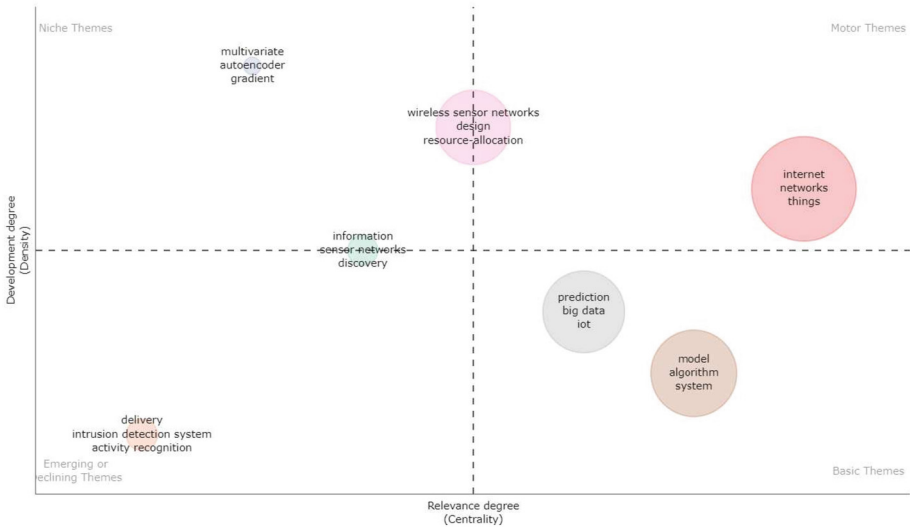 Niche Themes
Motor Themes
multivariate
autoencoder
gradient
wireless sensor networks
design
resource-allocation
internet
networks
things
information
sensor networks
discovery
Development degree
(Density)
prediction
big data
iot
model
algorithm
system
delivery
intrusion detection system
activity recognition
Emerging or
Declining Themes
Basic Themes
Relevance degree
(Centrality)